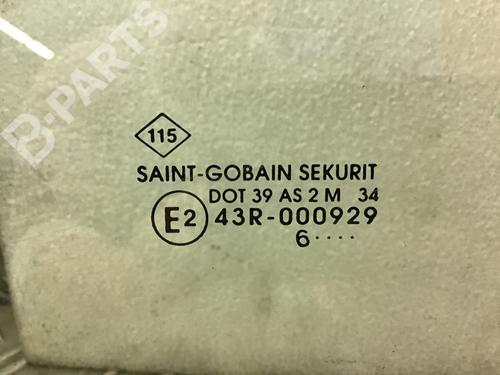 B-PARTS
115
SAINT-GOBAIN SEKURIT
DOT 39 AS 2 M 34
E2 43R-000929
6....